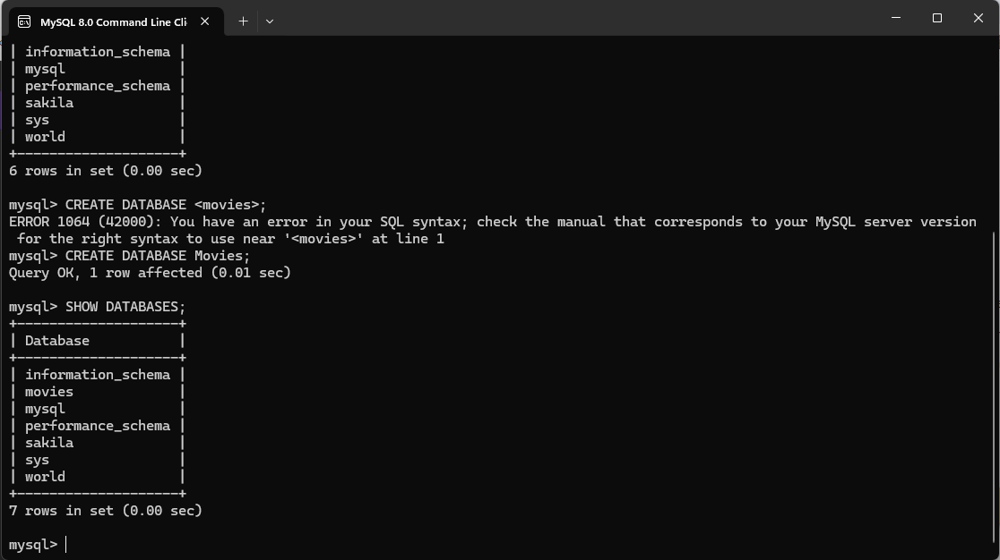 MySQL 8.0 Command Line Cli
| information_schema |
| mysql              |
| performance_schema |
| sakila             |
| sys                |
| world              |
+--------------------+
6 rows in set (0.00 sec)
mysql> CREATE DATABASE <movies>;
ERROR 1064 (42000): You have an error in your SQL syntax; check the manual that corresponds to your MySQL server version
 for the right syntax to use near '<movies>' at line 1
mysql> CREATE DATABASE Movies;
Query OK, 1 row affected (0.01 sec)
mysql> SHOW DATABASES;
+--------------------+
| Database           |
+--------------------+
| information_schema |
| movies             |
| mysql              |
| performance_schema |
| sakila             |
| sys                |
| world              |
+--------------------+
7 rows in set (0.00 sec)
mysql>